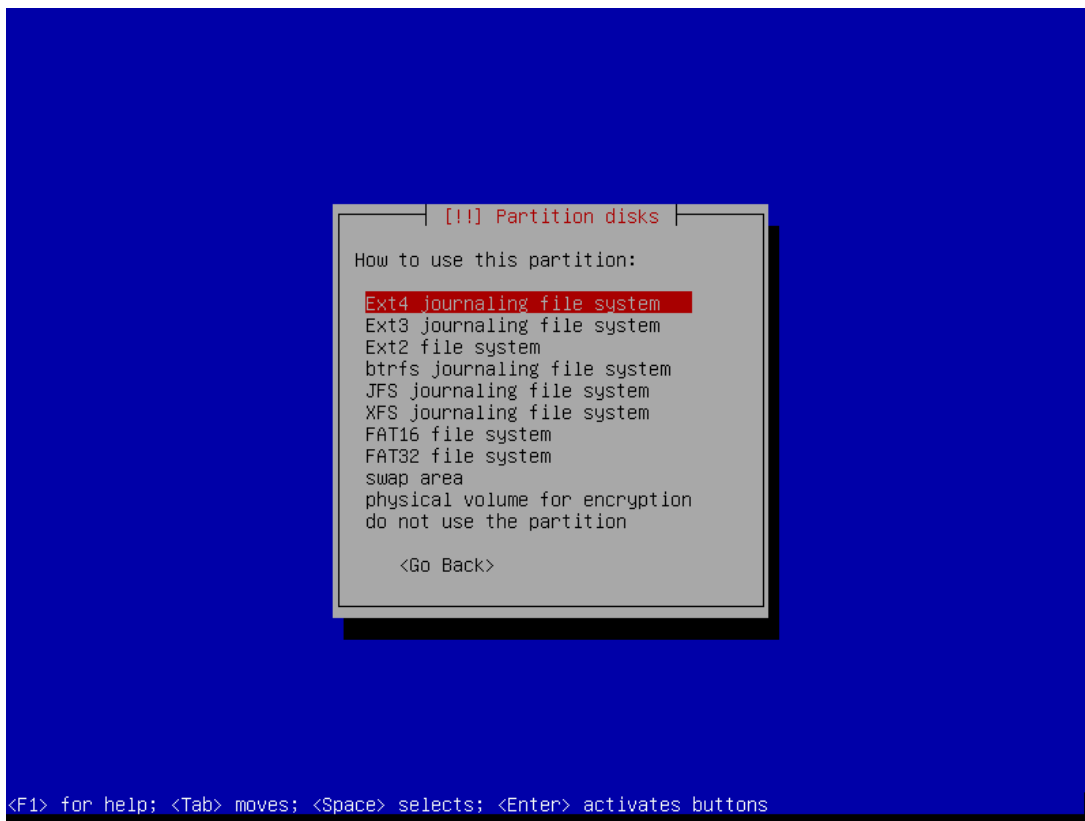 [!!] Partition disks
How to use this partition:
Ext4 journaling file system
Ext3 journaling file system
Ext2 file system
btrfs journaling file system
JFS journaling file system
XFS journaling file system
FAT16 file system
FAT32 file system
swap area
physical volume for encryption
do not use the partition
<Go Back>
<F1> for help; <Tab> moves; <Space> selects; <Enter> activates buttons